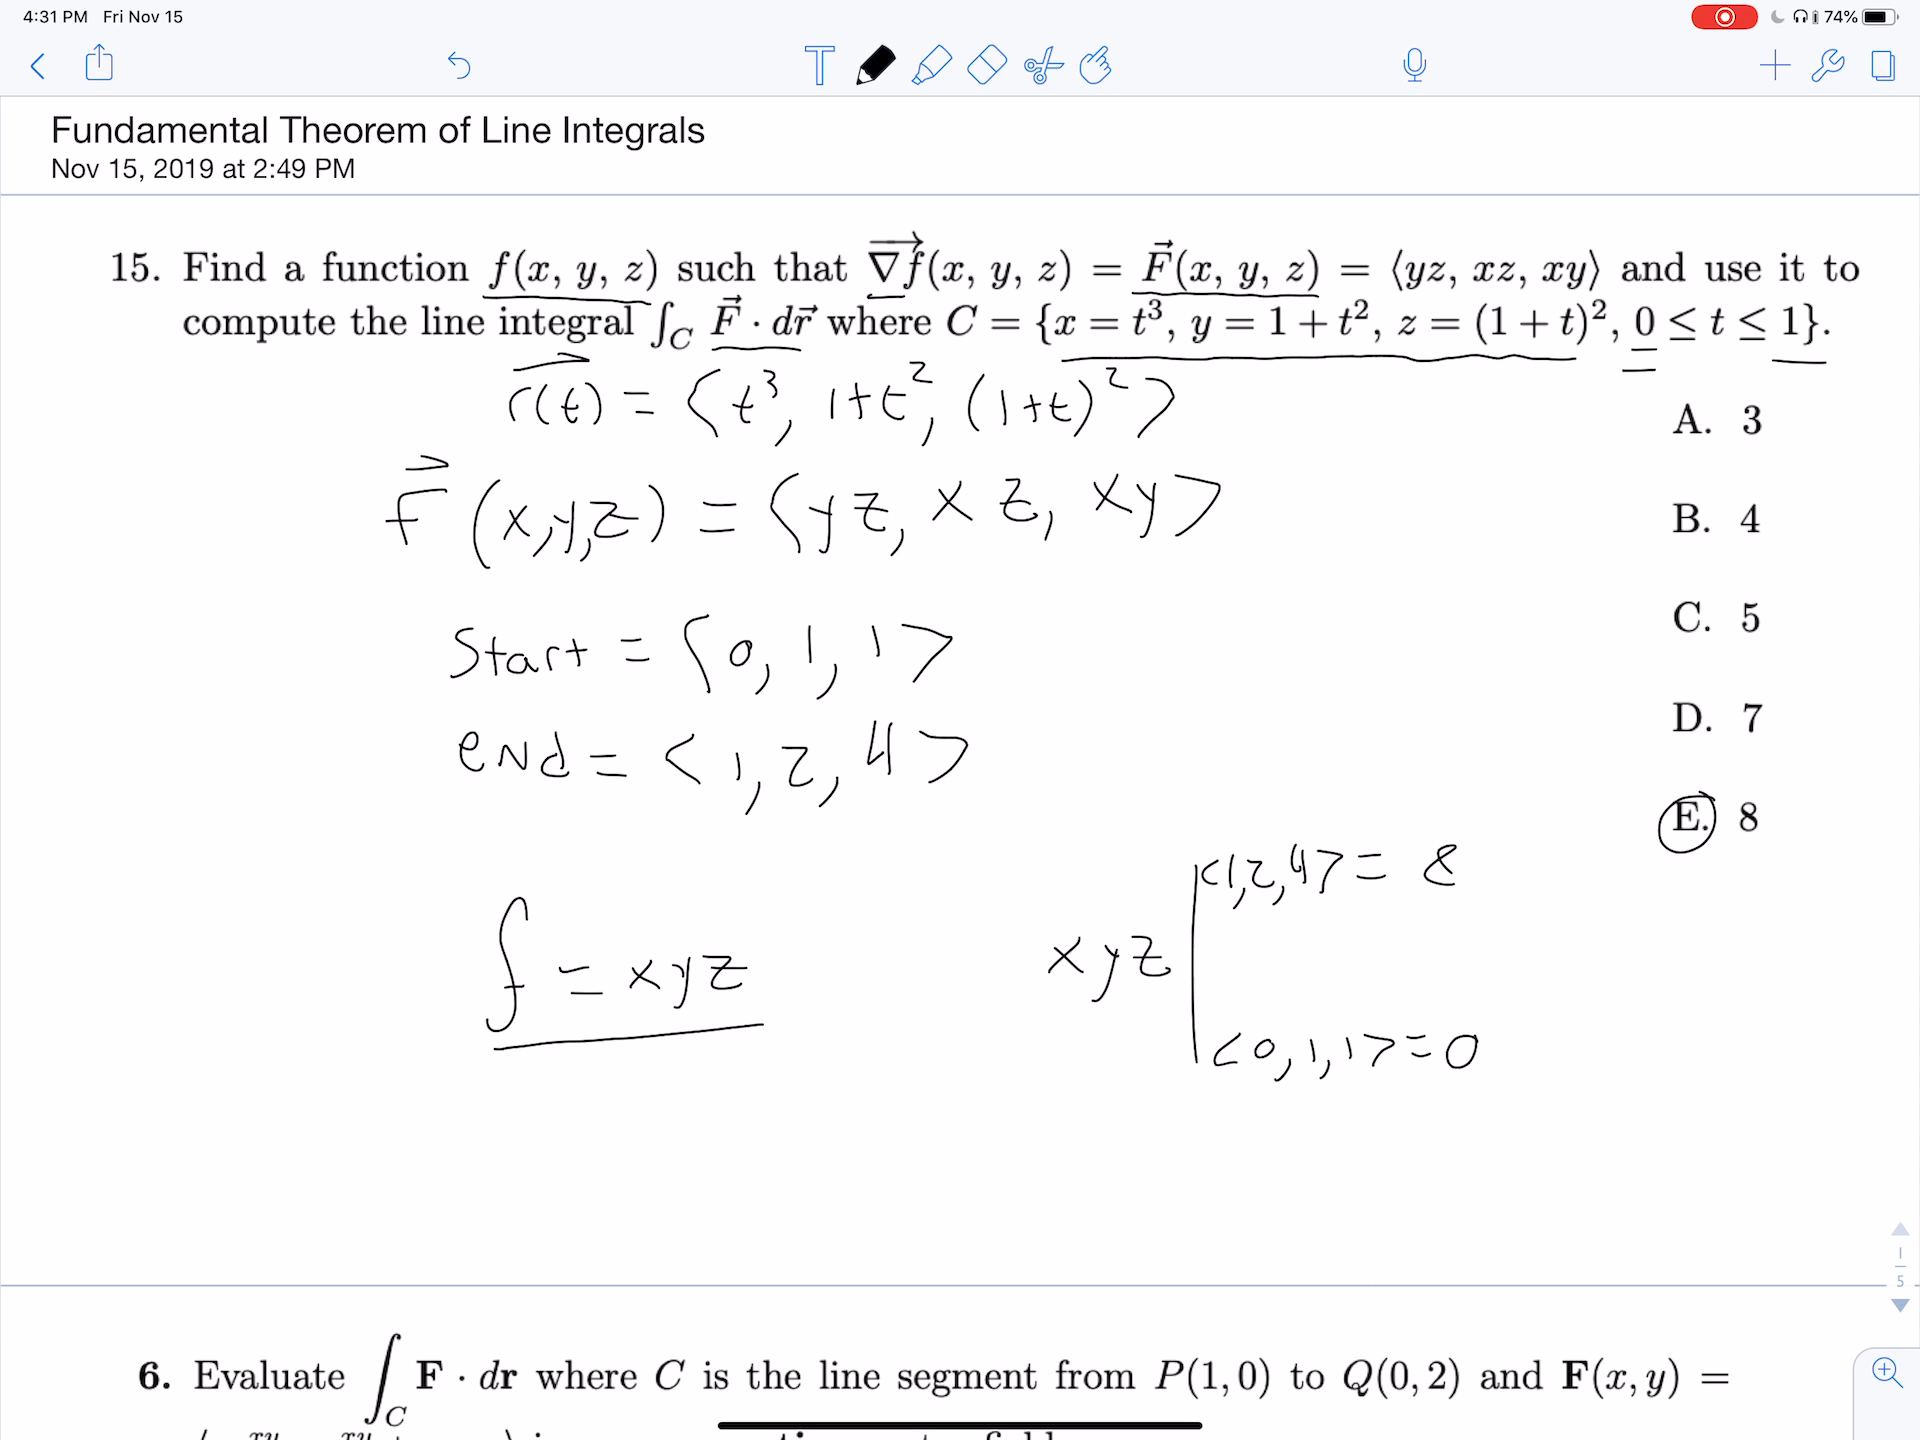 4:31 PM Fri Nov 15
74%
T
Fundamental Theorem of Line Integrals
Nov 15, 2019 at 2:49 PM
15. Find a function f(x, y, z) such that ∇f(x, y, z) = F⃗(x, y, z) = ⟨yz, xz, xy⟩ and use it to
compute the line integral ∫_C F⃗ · dr⃗ where C = {x = t³, y = 1 + t², z = (1 + t)², 0 ≤ t ≤ 1}.
r(t) = ⟨t³, 1+t², (1+t)²⟩
A. 3
F⃗(x,y,z) = ⟨yz, xz, xy⟩
B. 4
C. 5
Start = ⟨0, 1, 1⟩
D. 7
end = <1, 2, 4>
E. 8
<1,2,4> = 8
f = xyz
xyz
<0,1,1> = 0
1
5
6. Evaluate ∫_C F · dr where C is the line segment from P(1, 0) to Q(0, 2) and F(x, y) =